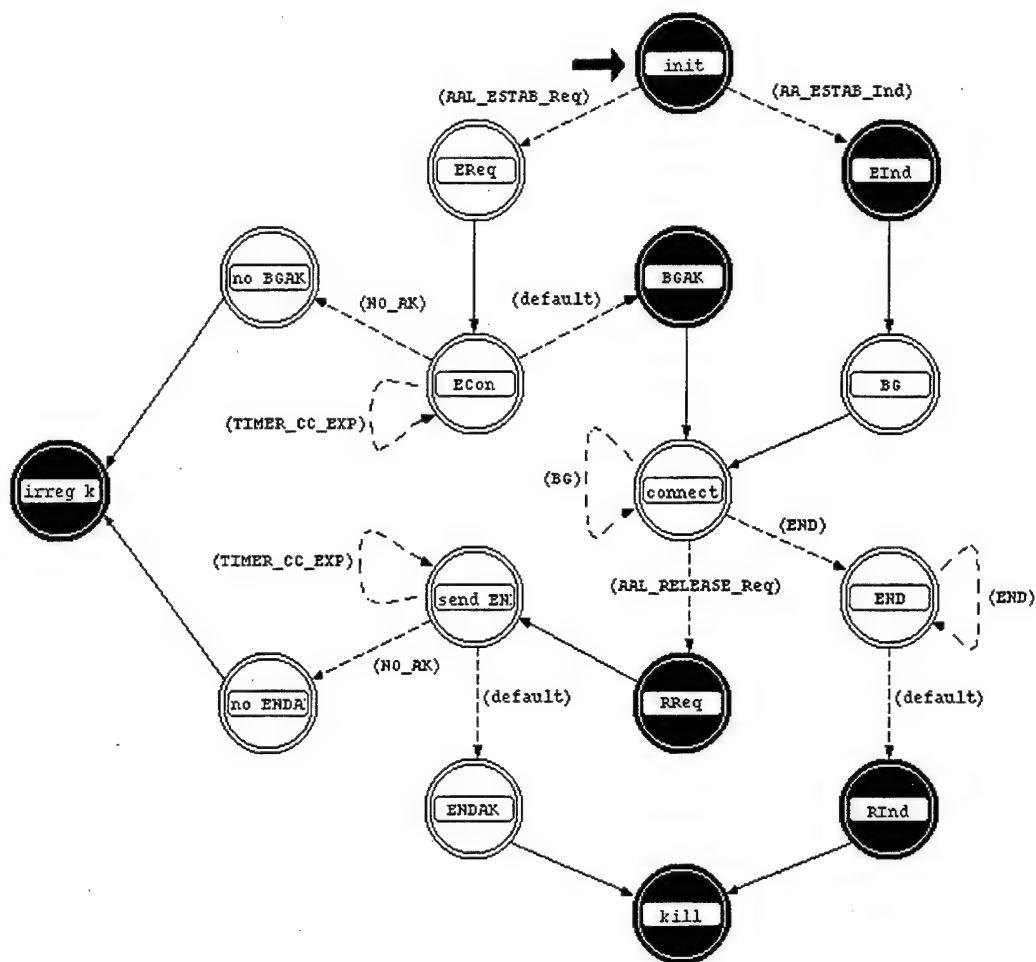 init
(AAL_ESTAB_Req)
(AA_ESTAB_Ind)
EReq
EInd
no BGAK
BGAK
(NO_AK)
(default)
ECon
BG
(TIMER_CC_EXP)
irreg k
(BG)
connect
(END)
(TIMER_CC_EXP)
(AAL_RELEASE_Req)
send EN
END
(END)
(NO_AK)
no ENDA
RReq
(default)
(default)
ENDAK
RInd
kill